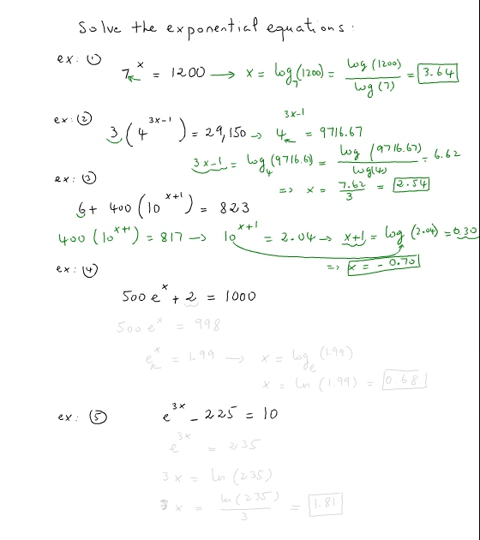 Solve the exponential equations.
ex: (1)
7^x = 1200 → x = log_7(1200) = log(1200)/log(7) = 3.64
ex: (2)
3(4^(3x-1)) = 29,150 → 4^(3x-1) = 9716.67
3x-1 = log_4(9716.6) = log(9716.67)/log(4) = 6.62
=> x = 7.62/3 = 2.54
ex: (3)
6 + 400(10^(x+1)) = 823
400(10^(x+1)) = 817 → 10^(x+1) = 2.04 → x+1 = log(2.04) = 0.30
=> x = -0.70
ex: (4)
500e^x + 2 = 1000
500e^x = 998
e^x = 1.99 → x = log_e(1.99)
x = ln(1.99) = 0.68
ex: (5) e^(3x) - 225 = 10
e^(3x) = 235
3x = ln(235)
x = ln(235)/3 = 1.81